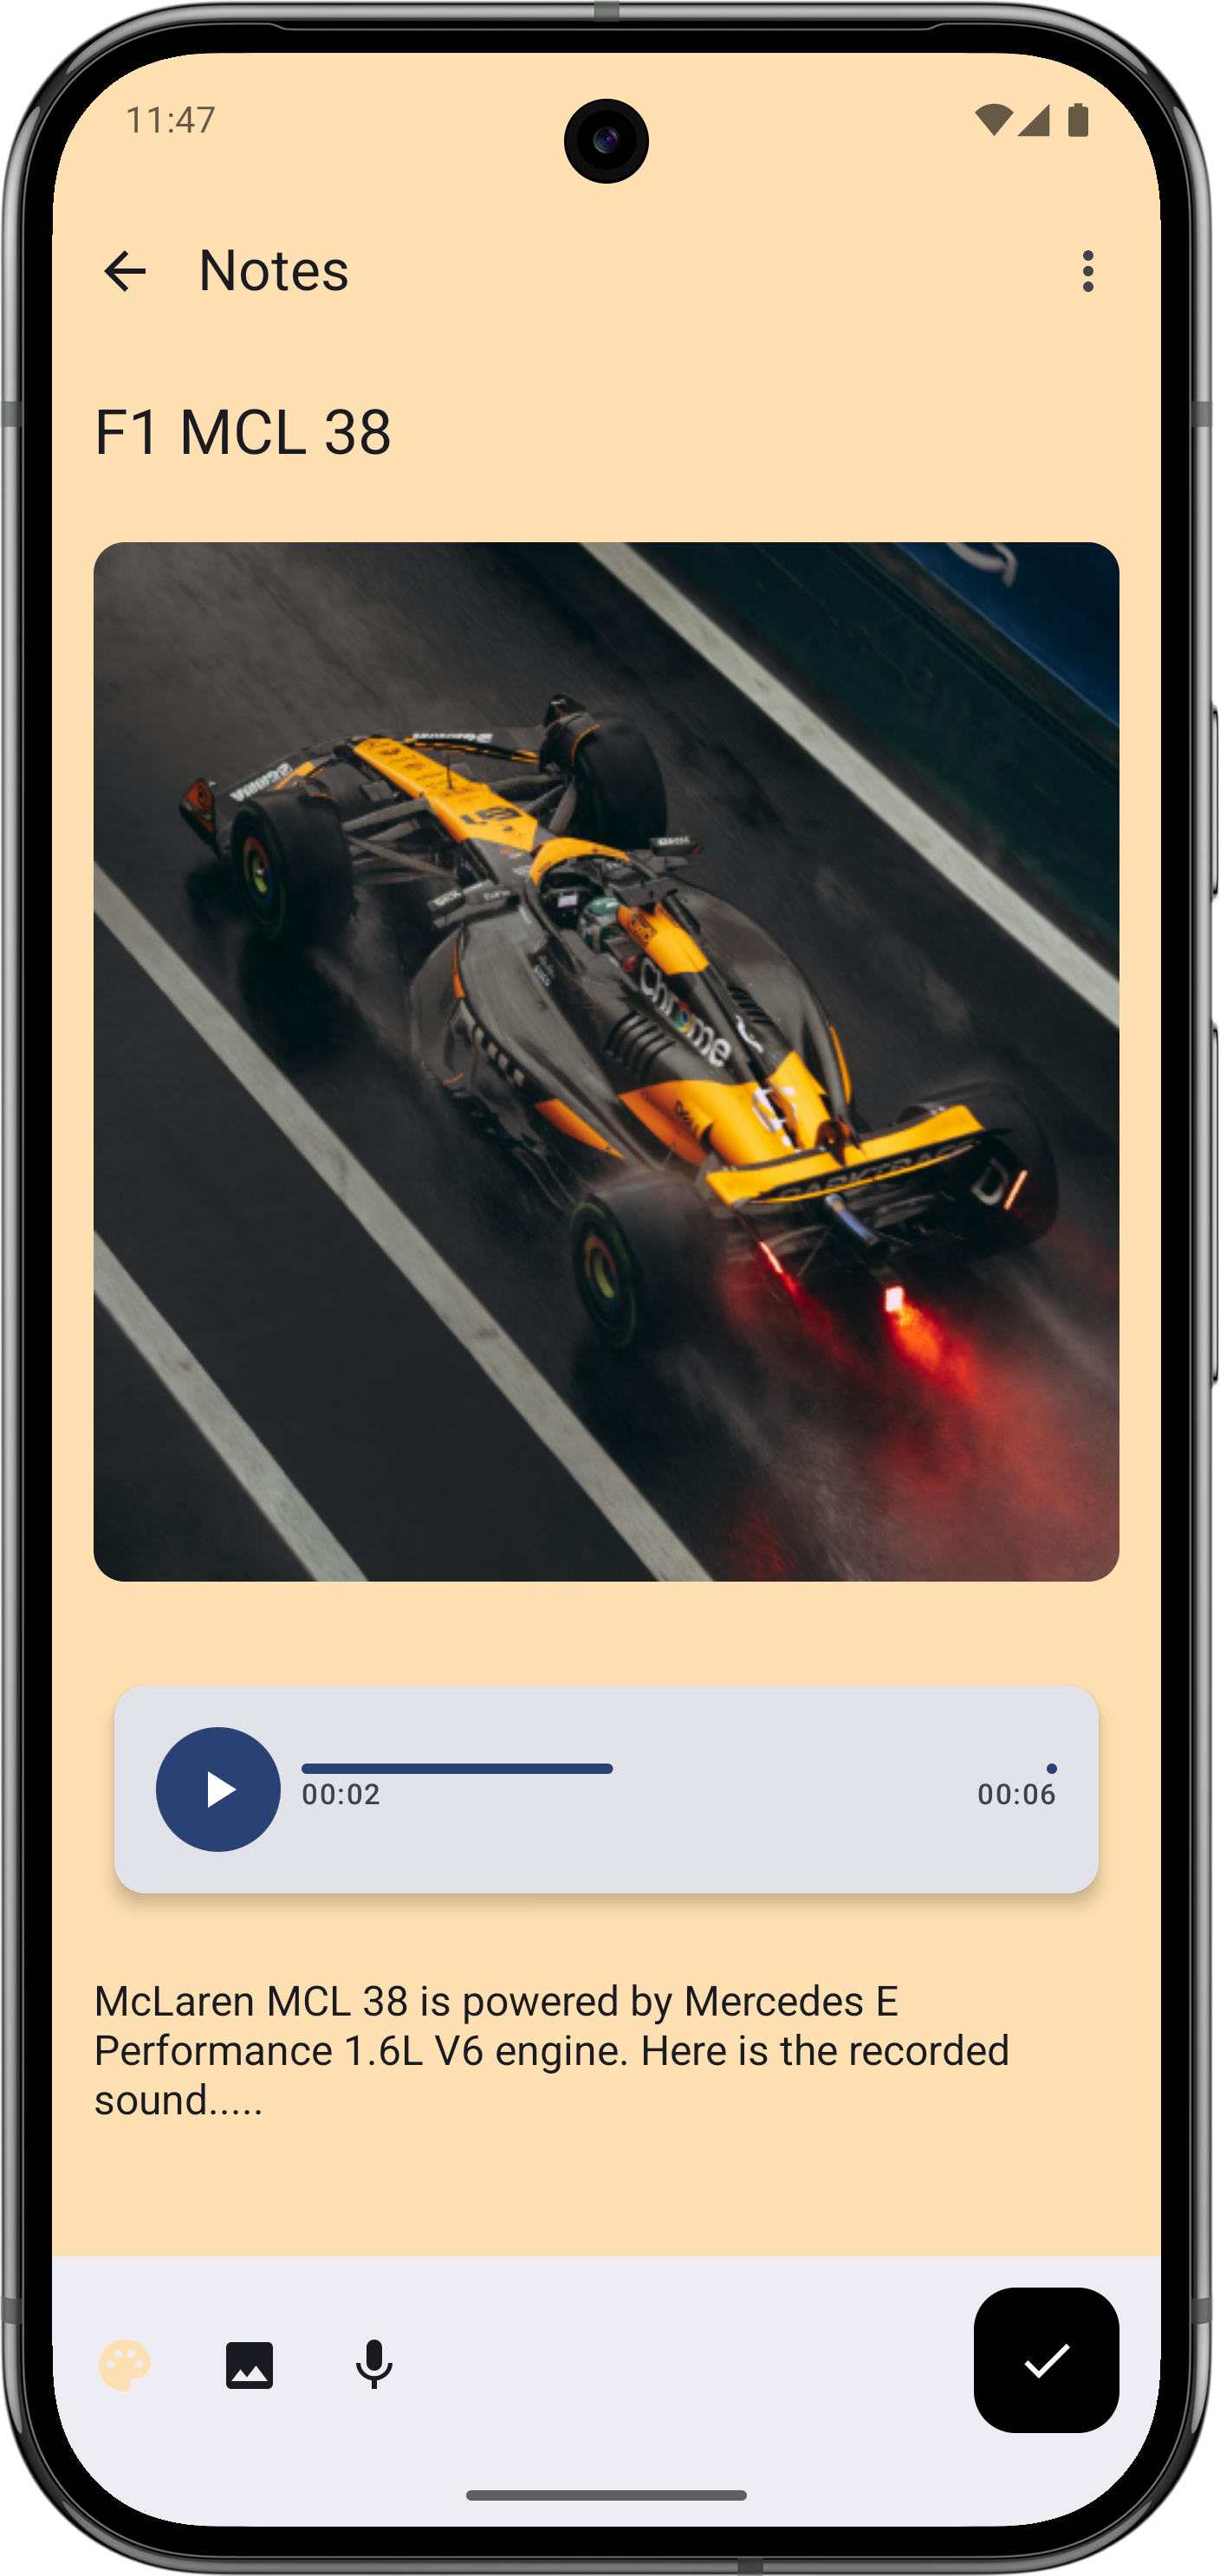 11:47
Notes
F1 MCL 38
Chrome
DARKTRACE
00:02
00:06
McLaren MCL 38 is powered by Mercedes E
Performance 1.6L V6 engine. Here is the recorded
sound.....